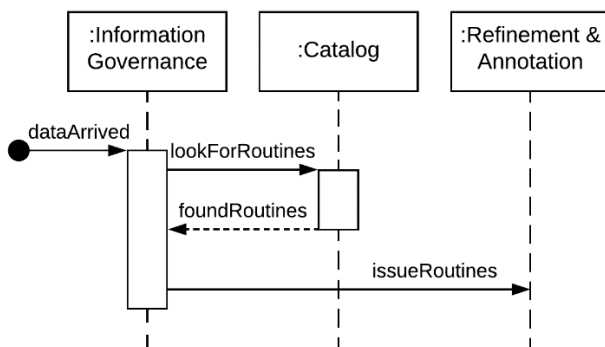 :Information
Governance
:Catalog
:Refinement &
Annotation
dataArrived
lookForRoutines
foundRoutines
issueRoutines